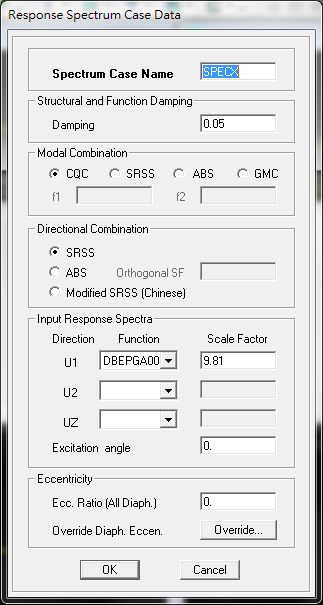 Response Spectrum Case Data
Spectrum Case Name SPECX
Structural and Function Damping
Damping 0.05
Modal Combination
CQC SRSS ABS GMC
f1 f2
Directional Combination
SRSS
ABS Orthogonal SF
Modified SRSS (Chinese)
Input Response Spectra
Direction Function Scale Factor
U1 DBEPGA00 9.81
U2
UZ
Excitation angle 0.
Eccentricity
Ecc. Ratio (All Diaph.) 0.
Override Diaph. Eccen. Override...
OK Cancel